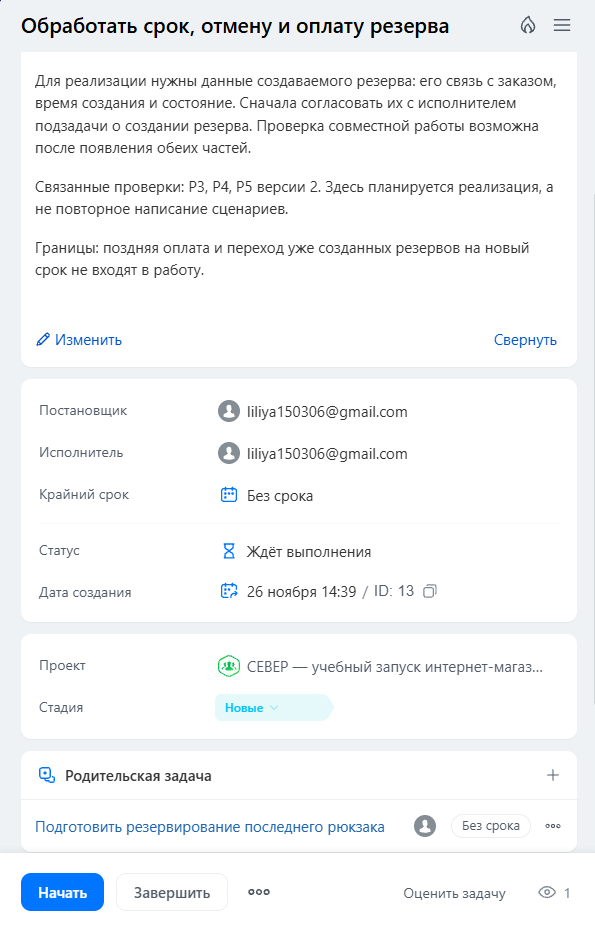 Обработать срок, отмену и оплату резерва
Для реализации нужны данные создаваемого резерва: его связь с заказом,
время создания и состояние. Сначала согласовать их с исполнителем
подзадачи о создании резерва. Проверка совместной работы возможна
после появления обеих частей.
Связанные проверки: Р3, Р4, Р5 версии 2. Здесь планируется реализация, а
не повторное написание сценариев.
Границы: поздняя оплата и переход уже созданных резервов на новый
срок не входят в работу.
Изменить
Свернуть
Постановщик
liliya150306@gmail.com
Исполнитель
liliya150306@gmail.com
Крайний срок
Без срока
Статус
Ждёт выполнения
Дата создания
26 ноября 14:39 / ID: 13
Проект
СЕВЕР — учебный запуск интернет-магаз...
Стадия
Новые
Родительская задача
Подготовить резервирование последнего рюкзака
Без срока
Начать
Завершить
Оценить задачу
1